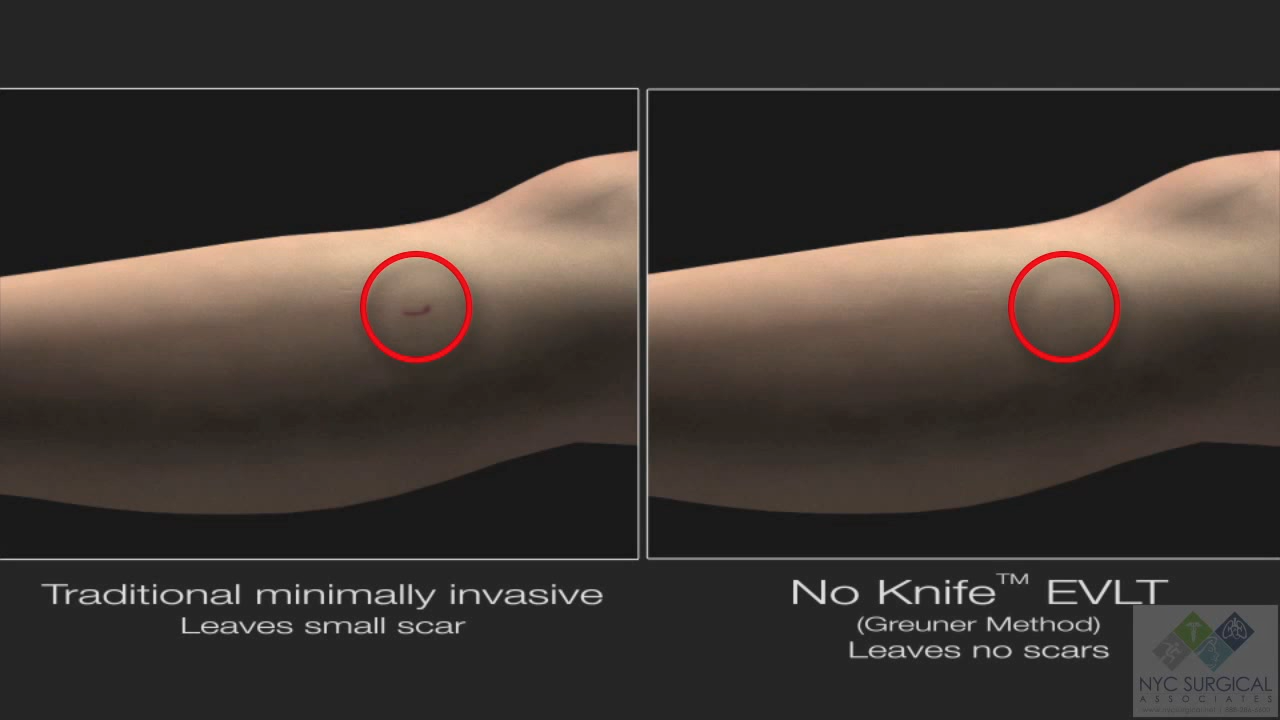 Traditional minimally invasive
Leaves small scar
No Knife™ EVLT
(Greuner Method)
Leaves no scars
NYC SURGICAL
ASSOCIATES